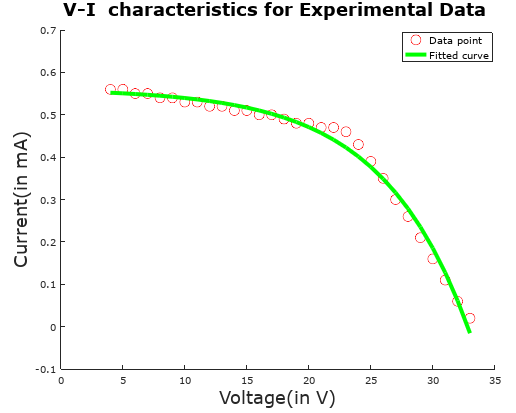 V-I characteristics for Experimental Data
Data point
Fitted curve
0.7
0.6
0.5
0.4
0.3
0.2
0.1
0
-0.1
Current(in mA)
0 5 10 15 20 25 30 35
Voltage(in V)